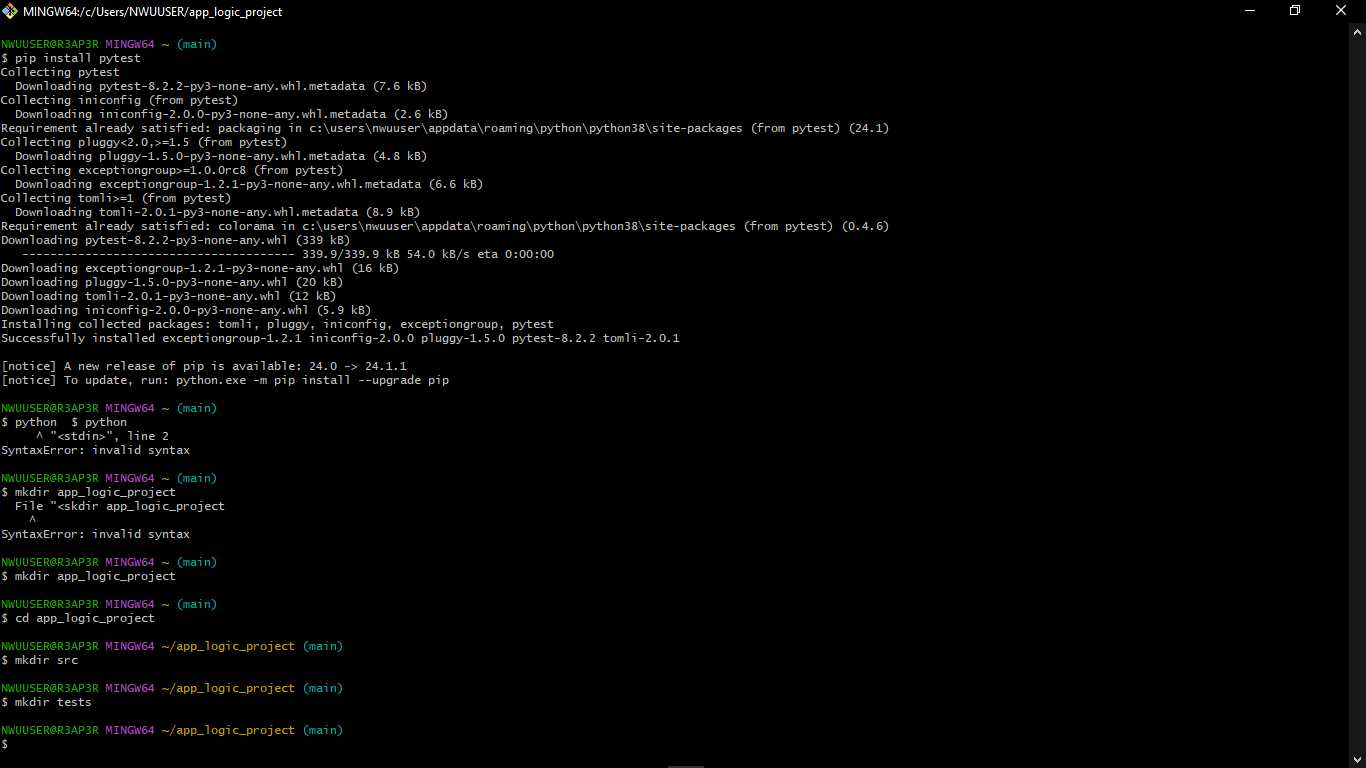 MINGW64:/c/Users/NWUUSER/app_logic_project
NWUUSER@R3AP3R MINGW64 ~ (main)
$ pip install pytest
Collecting pytest
  Downloading pytest-8.2.2-py3-none-any.whl.metadata (7.6 kB)
Collecting iniconfig (from pytest)
  Downloading iniconfig-2.0.0-py3-none-any.whl.metadata (2.6 kB)
Requirement already satisfied: packaging in c:\users\nwuuser\appdata\roaming\python\python38\site-packages (from pytest) (24.1)
Collecting pluggy<2.0,>=1.5 (from pytest)
  Downloading pluggy-1.5.0-py3-none-any.whl.metadata (4.8 kB)
Collecting exceptiongroup>=1.0.0rc8 (from pytest)
  Downloading exceptiongroup-1.2.1-py3-none-any.whl.metadata (6.6 kB)
Collecting tomli>=1 (from pytest)
  Downloading tomli-2.0.1-py3-none-any.whl.metadata (8.9 kB)
Requirement already satisfied: colorama in c:\users\nwuuser\appdata\roaming\python\python38\site-packages (from pytest) (0.4.6)
Downloading pytest-8.2.2-py3-none-any.whl (339 kB)
   --------------------------------------- 339.9/339.9 kB 54.0 kB/s eta 0:00:00
Downloading exceptiongroup-1.2.1-py3-none-any.whl (16 kB)
Downloading pluggy-1.5.0-py3-none-any.whl (20 kB)
Downloading tomli-2.0.1-py3-none-any.whl (12 kB)
Downloading iniconfig-2.0.0-py3-none-any.whl (5.9 kB)
Installing collected packages: tomli, pluggy, iniconfig, exceptiongroup, pytest
Successfully installed exceptiongroup-1.2.1 iniconfig-2.0.0 pluggy-1.5.0 pytest-8.2.2 tomli-2.0.1
[notice] A new release of pip is available: 24.0 -> 24.1.1
[notice] To update, run: python.exe -m pip install --upgrade pip
NWUUSER@R3AP3R MINGW64 ~ (main)
$ python  $ python
     ^ "<stdin>", line 2
SyntaxError: invalid syntax
NWUUSER@R3AP3R MINGW64 ~ (main)
$ mkdir app_logic_project
  File "<skdir app_logic_project
    ^
SyntaxError: invalid syntax
NWUUSER@R3AP3R MINGW64 ~ (main)
$ mkdir app_logic_project
NWUUSER@R3AP3R MINGW64 ~ (main)
$ cd app_logic_project
NWUUSER@R3AP3R MINGW64 ~/app_logic_project (main)
$ mkdir src
NWUUSER@R3AP3R MINGW64 ~/app_logic_project (main)
$ mkdir tests
NWUUSER@R3AP3R MINGW64 ~/app_logic_project (main)
$